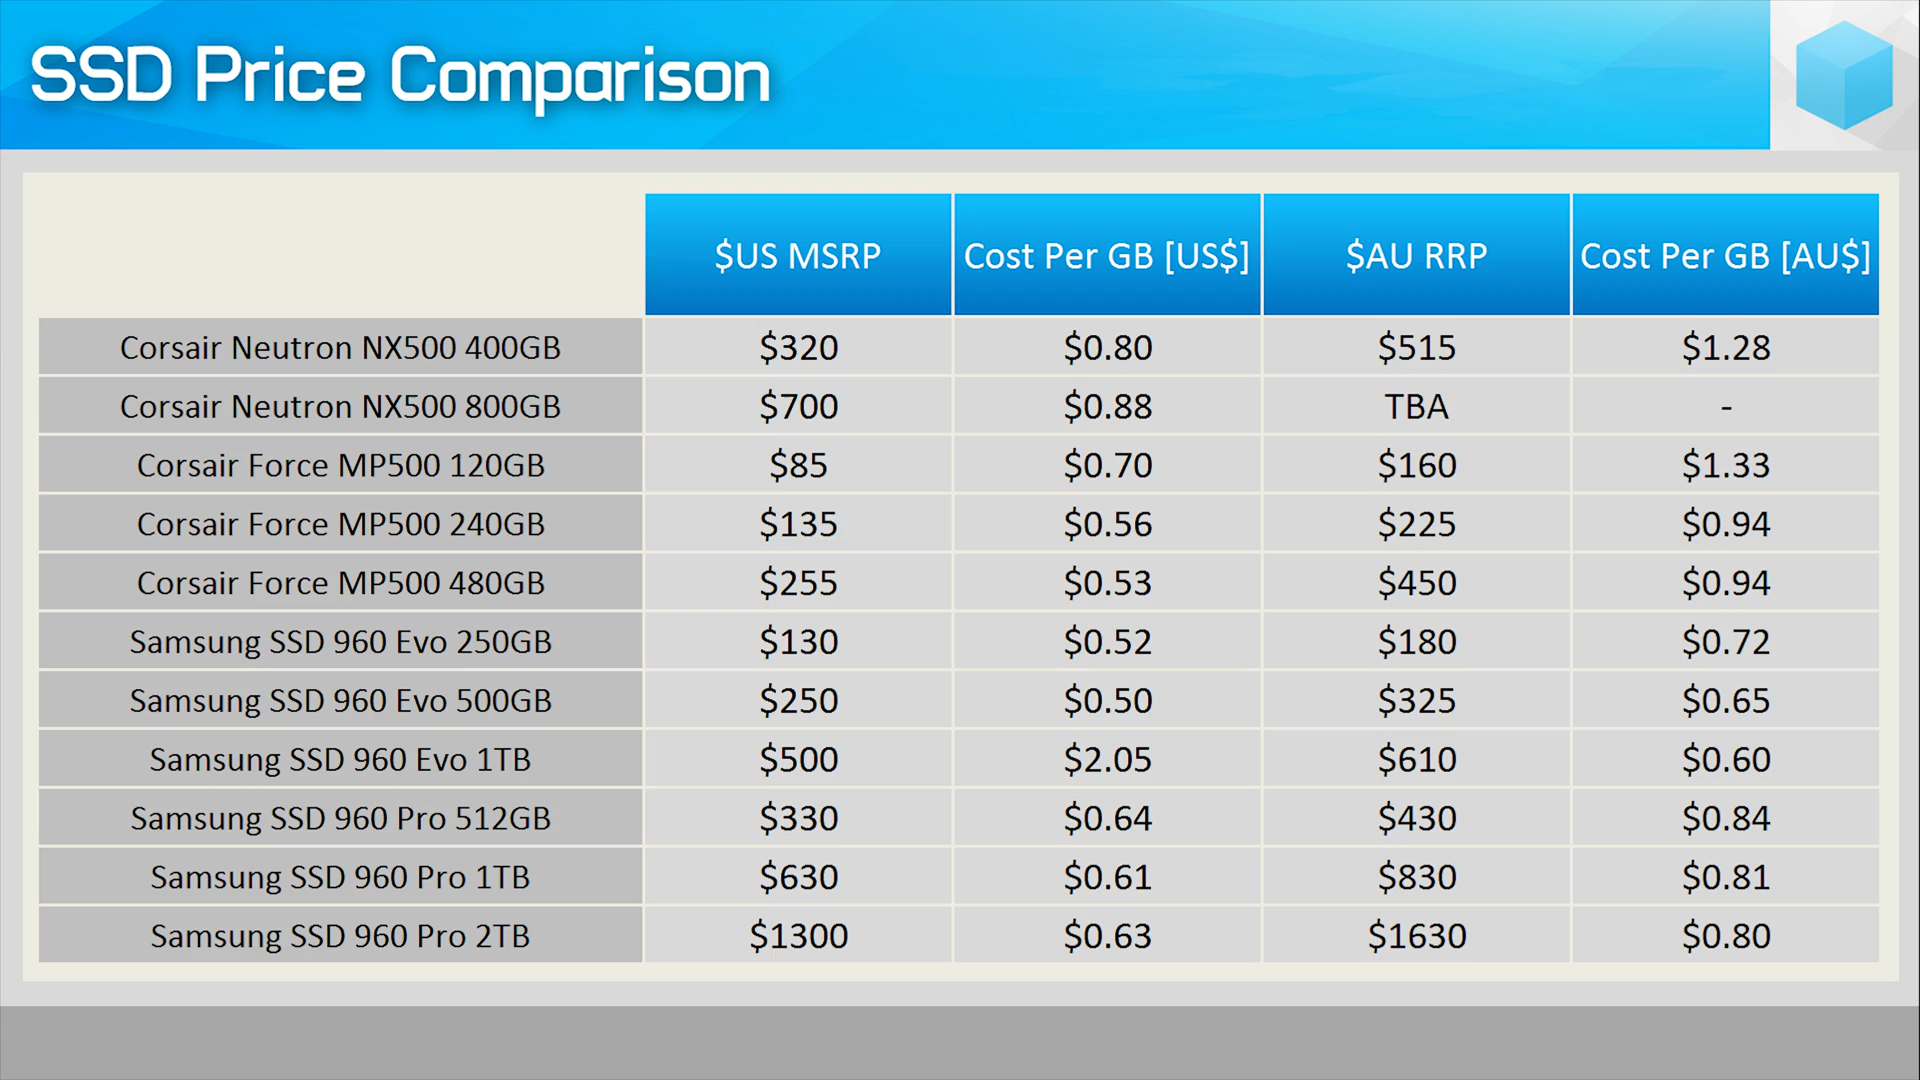 SSD Price Comparison
$US MSRP Cost Per GB [US$] $AU RRP Cost Per GB [AU$]
Corsair Neutron NX500 400GB $320 $0.80 $515 $1.28
Corsair Neutron NX500 800GB $700 $0.88 TBA -
Corsair Force MP500 120GB $85 $0.70 $160 $1.33
Corsair Force MP500 240GB $135 $0.56 $225 $0.94
Corsair Force MP500 480GB $255 $0.53 $450 $0.94
Samsung SSD 960 Evo 250GB $130 $0.52 $180 $0.72
Samsung SSD 960 Evo 500GB $250 $0.50 $325 $0.65
Samsung SSD 960 Evo 1TB $500 $2.05 $610 $0.60
Samsung SSD 960 Pro 512GB $330 $0.64 $430 $0.84
Samsung SSD 960 Pro 1TB $630 $0.61 $830 $0.81
Samsung SSD 960 Pro 2TB $1300 $0.63 $1630 $0.80